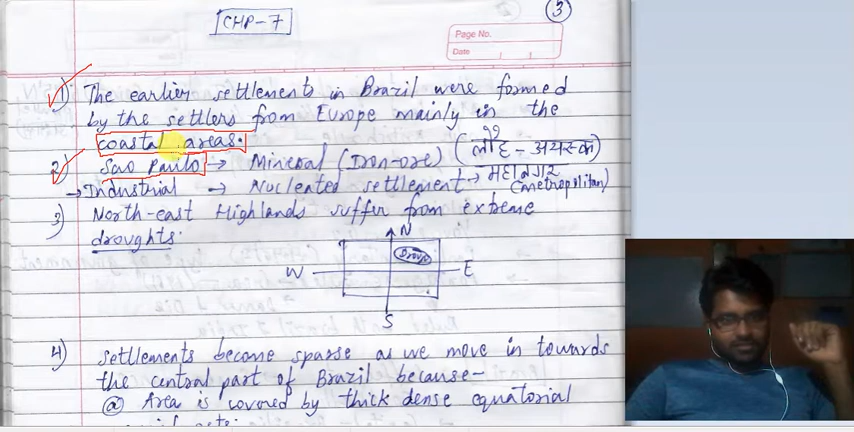 3
CHP-7
Page No.
Date
1) The earlier settlements in Brazil were formed
by the settlers from Europe mainly in the
coastal areas.
2) Sao Paulo → Mineral (Iron-ore) (लौह - अयस्क)
→ Industrial → Nucleated settlement → महानगर
(metropolitan)
3) North-east Highlands suffer from extreme
droughts.
N
W E
S
4) Settlements become sparse as we move in towards
the central part of Brazil because-
ⓐ Area is covered by thick dense equatorial